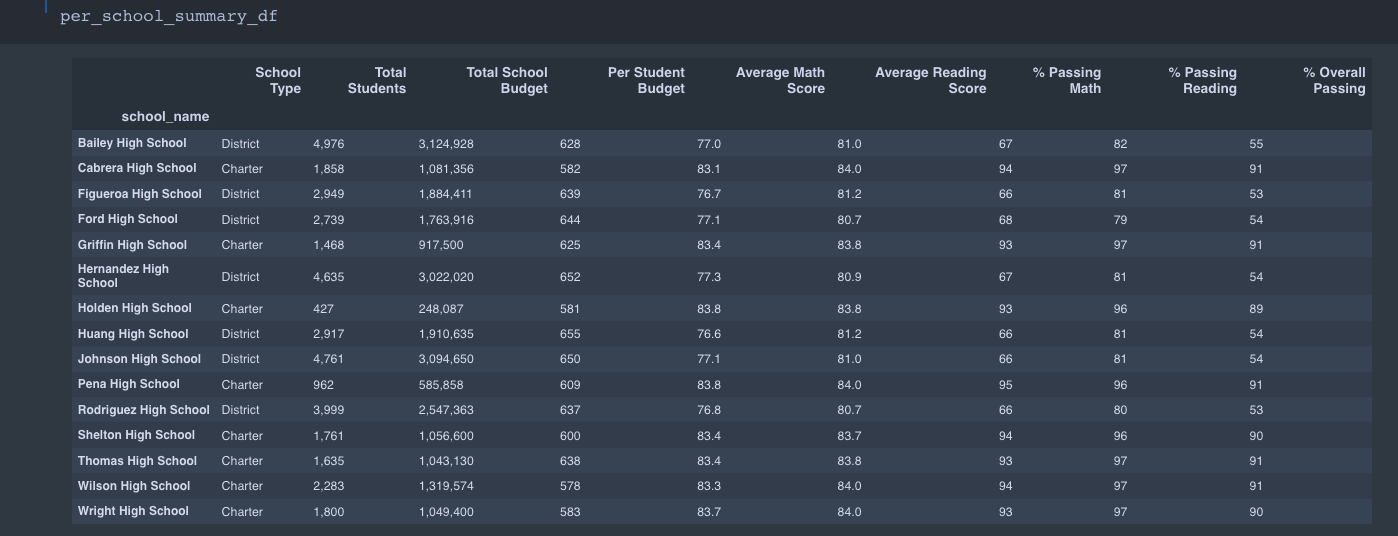 per_school_summary_df
School Type Total Students Total School Budget Per Student Budget Average Math Score Average Reading Score % Passing Math % Passing Reading % Overall Passing
school_name
Bailey High School District 4,976 3,124,928 628 77.0 81.0 67 82 55
Cabrera High School Charter 1,858 1,081,356 582 83.1 84.0 94 97 91
Figueroa High School District 2,949 1,884,411 639 76.7 81.2 66 81 53
Ford High School District 2,739 1,763,916 644 77.1 80.7 68 79 54
Griffin High School Charter 1,468 917,500 625 83.4 83.8 93 97 91
Hernandez High School District 4,635 3,022,020 652 77.3 80.9 67 81 54
Holden High School Charter 427 248,087 581 83.8 83.8 93 96 89
Huang High School District 2,917 1,910,635 655 76.6 81.2 66 81 54
Johnson High School District 4,761 3,094,650 650 77.1 81.0 66 81 54
Pena High School Charter 962 585,858 609 83.8 84.0 95 96 91
Rodriguez High School District 3,999 2,547,363 637 76.8 80.7 66 80 53
Shelton High School Charter 1,761 1,056,600 600 83.4 83.7 94 96 90
Thomas High School Charter 1,635 1,043,130 638 83.4 83.8 93 97 91
Wilson High School Charter 2,283 1,319,574 578 83.3 84.0 94 97 91
Wright High School Charter 1,800 1,049,400 583 83.7 84.0 93 97 90